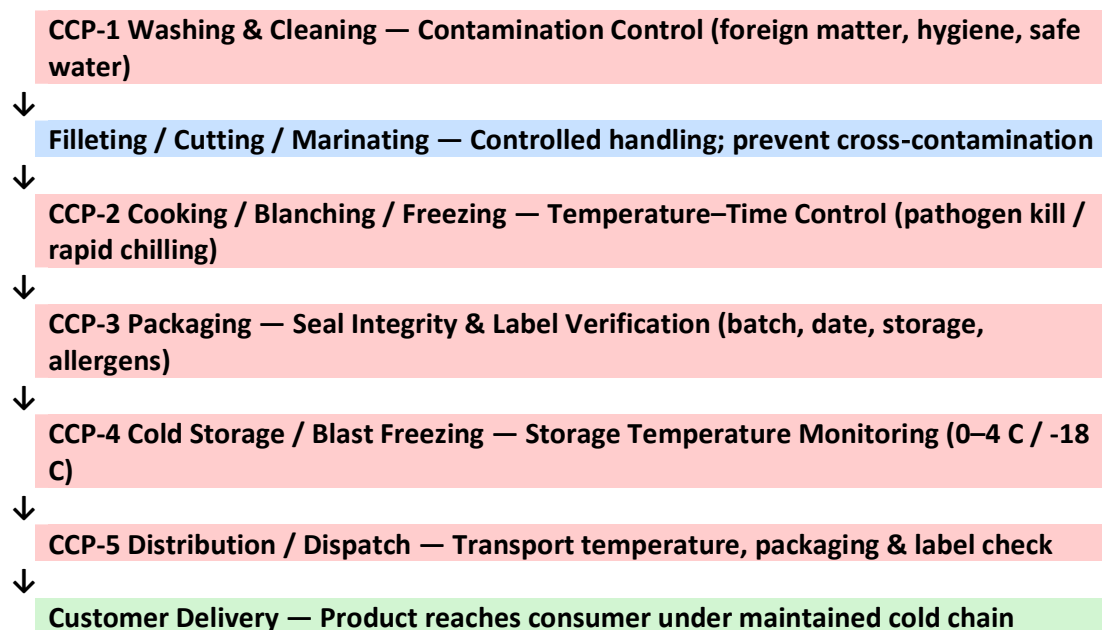 CCP-1 Washing & Cleaning — Contamination Control (foreign matter, hygiene, safe
water)
↓
Filleting / Cutting / Marinating — Controlled handling; prevent cross-contamination
↓
CCP-2 Cooking / Blanching / Freezing — Temperature–Time Control (pathogen kill /
rapid chilling)
↓
CCP-3 Packaging — Seal Integrity & Label Verification (batch, date, storage,
allergens)
↓
CCP-4 Cold Storage / Blast Freezing — Storage Temperature Monitoring (0–4 C / -18
C)
↓
CCP-5 Distribution / Dispatch — Transport temperature, packaging & label check
↓
Customer Delivery — Product reaches consumer under maintained cold chain